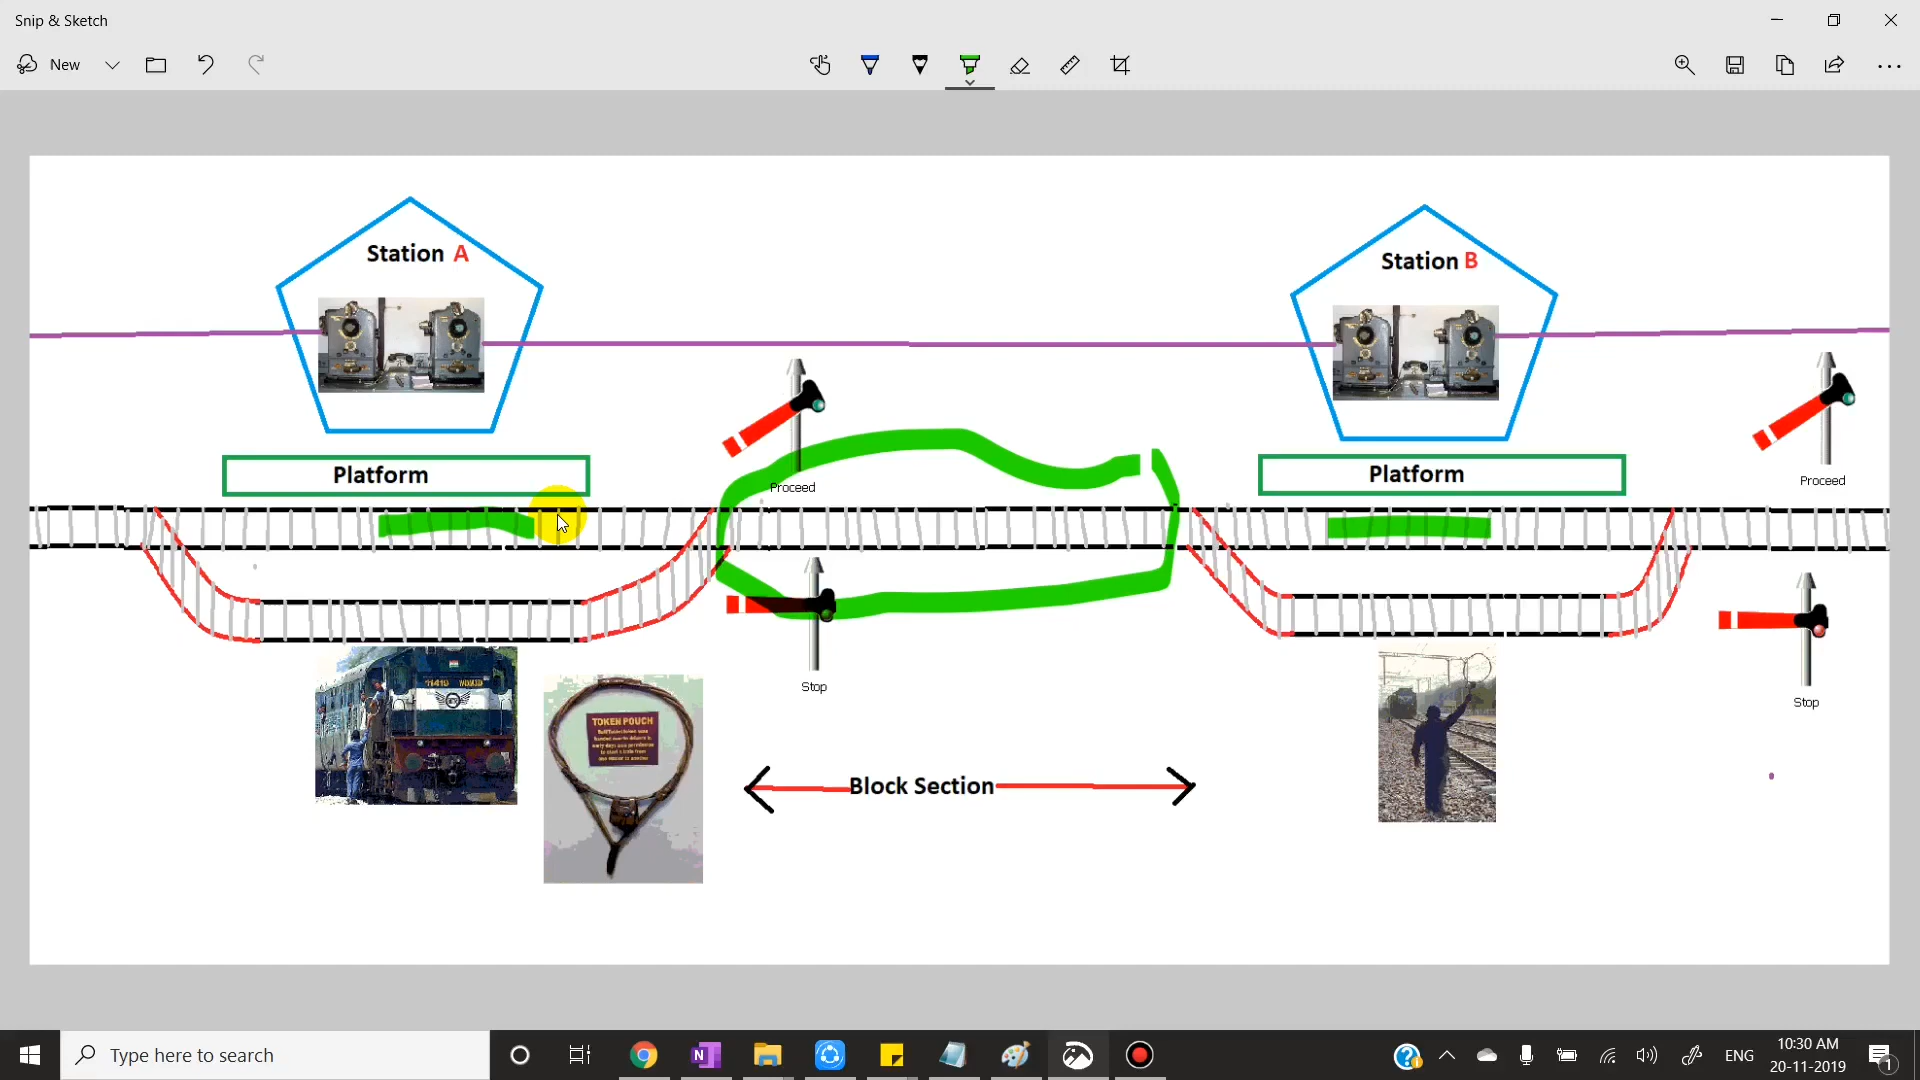 Snip & Sketch
New
Station A
Station B
Platform
Platform
Proceed
Proceed
Stop
Stop
TOKEN POUCH
Block Section
Type here to search
ENG
10:30 AM
20-11-2019
1